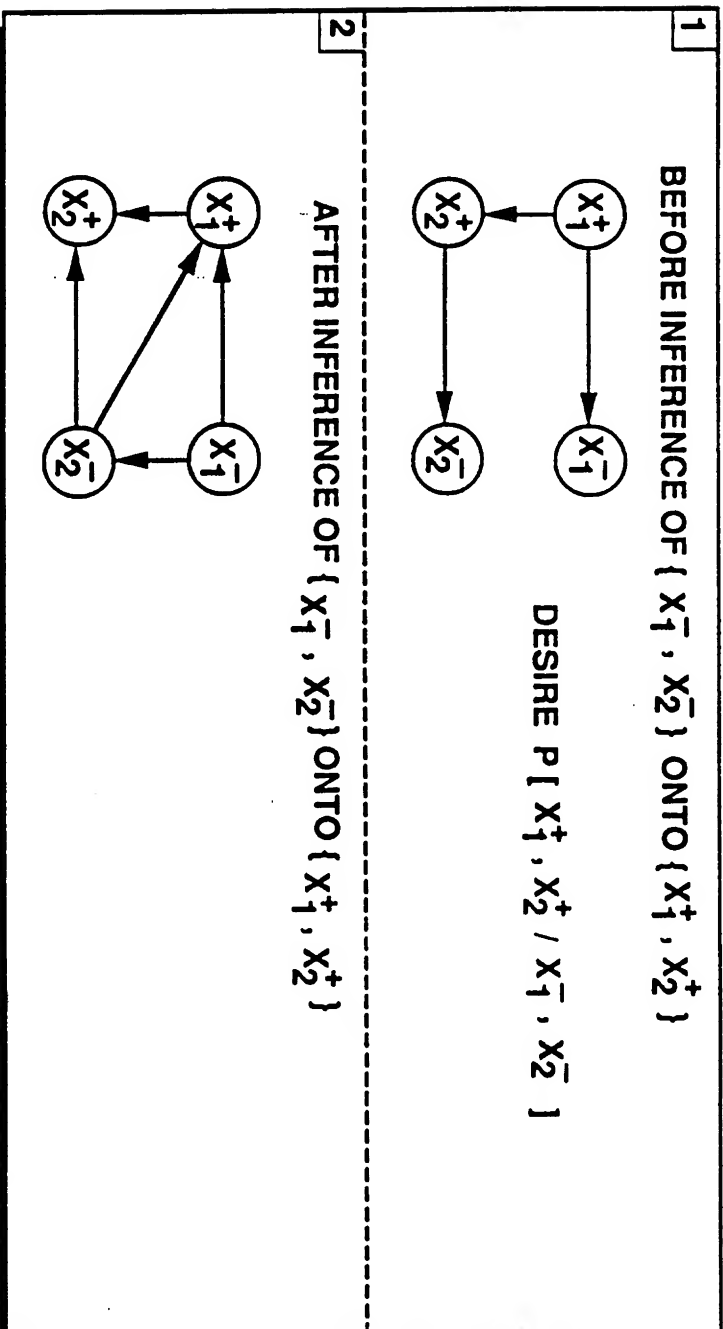 1
BEFORE INFERENCE OF { X₁⁻ , X₂⁻ } ONTO { X₁⁺ , X₂⁺ }
X₁⁺
X₁⁻
X₂⁺
X₂⁻
DESIRE P [ X₁⁺ , X₂⁺ / X₁⁻ , X₂⁻ ]
2
AFTER INFERENCE OF { X₁⁻ , X₂⁻ } ONTO { X₁⁺ , X₂⁺ }
X₁⁺
X₁⁻
X₂⁺
X₂⁻